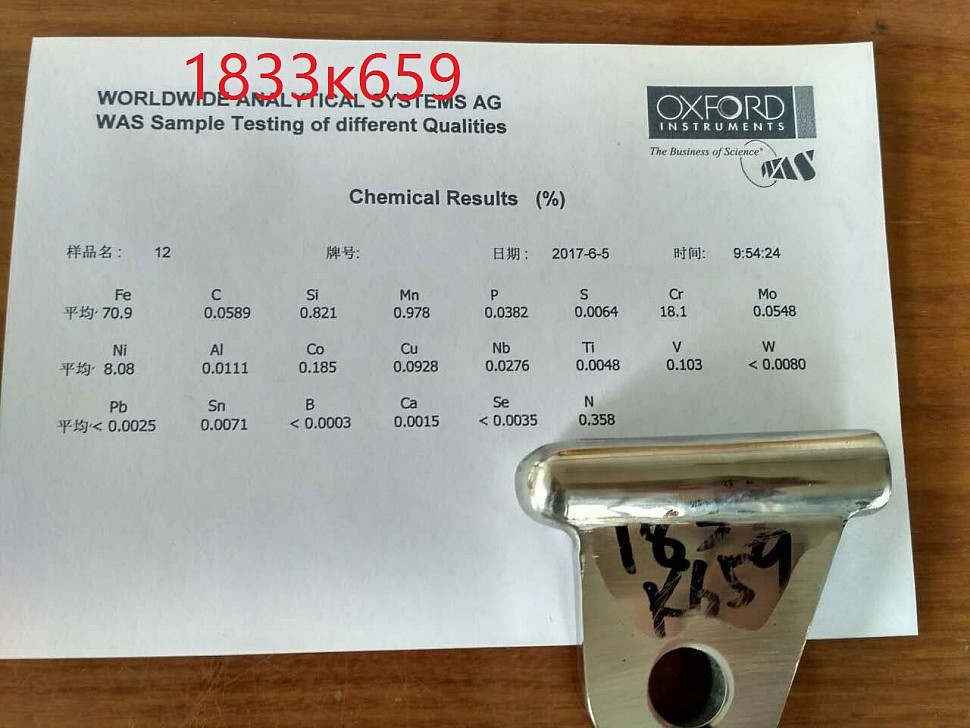 1833к659
WORLDWIDE ANALYTICAL SYSTEMS AG
WAS Sample Testing of different Qualities
OXFORD
INSTRUMENTS
The Business of Science®
WAS
Chemical Results (%)
样品名： 12 牌号: 日期： 2017-6-5 时间: 9:54:24
Fe C Si Mn P S Cr Mo
平均 70.9 0.0589 0.821 0.978 0.0382 0.0064 18.1 0.0548
Ni Al Co Cu Nb Ti V W
平均 8.08 0.0111 0.185 0.0928 0.0276 0.0048 0.103 < 0.0080
Pb Sn B Ca Se N
平均 < 0.0025 0.0071 < 0.0003 0.0015 < 0.0035 0.358
183
K659